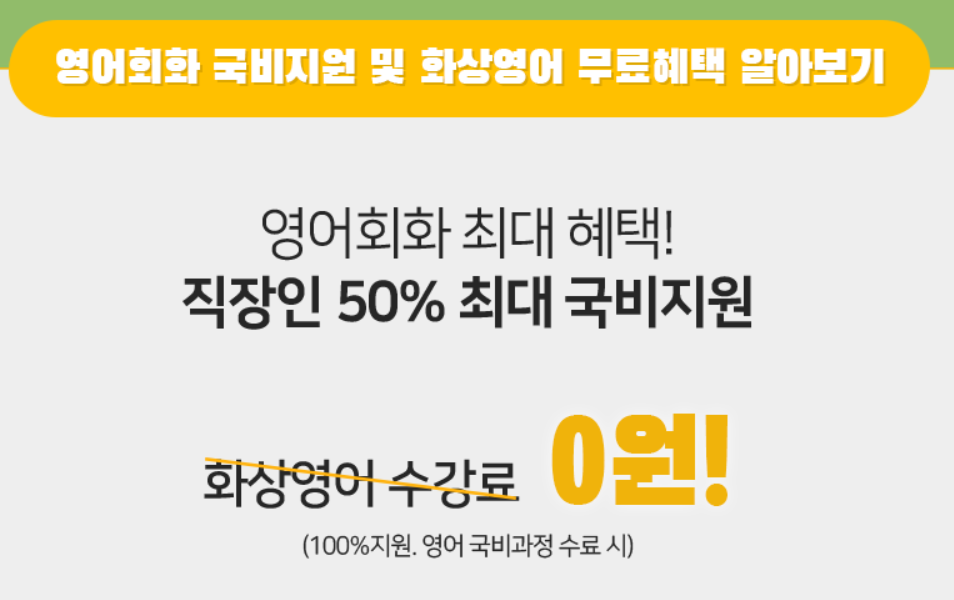 영어회화 국비지원 및 화상영어 무료혜택 알아보기
영어회화 최대 혜택!
직장인 50% 최대 국비지원
화상영어 수강료 0원!
(100%지원. 영어 국비과정 수료 시)